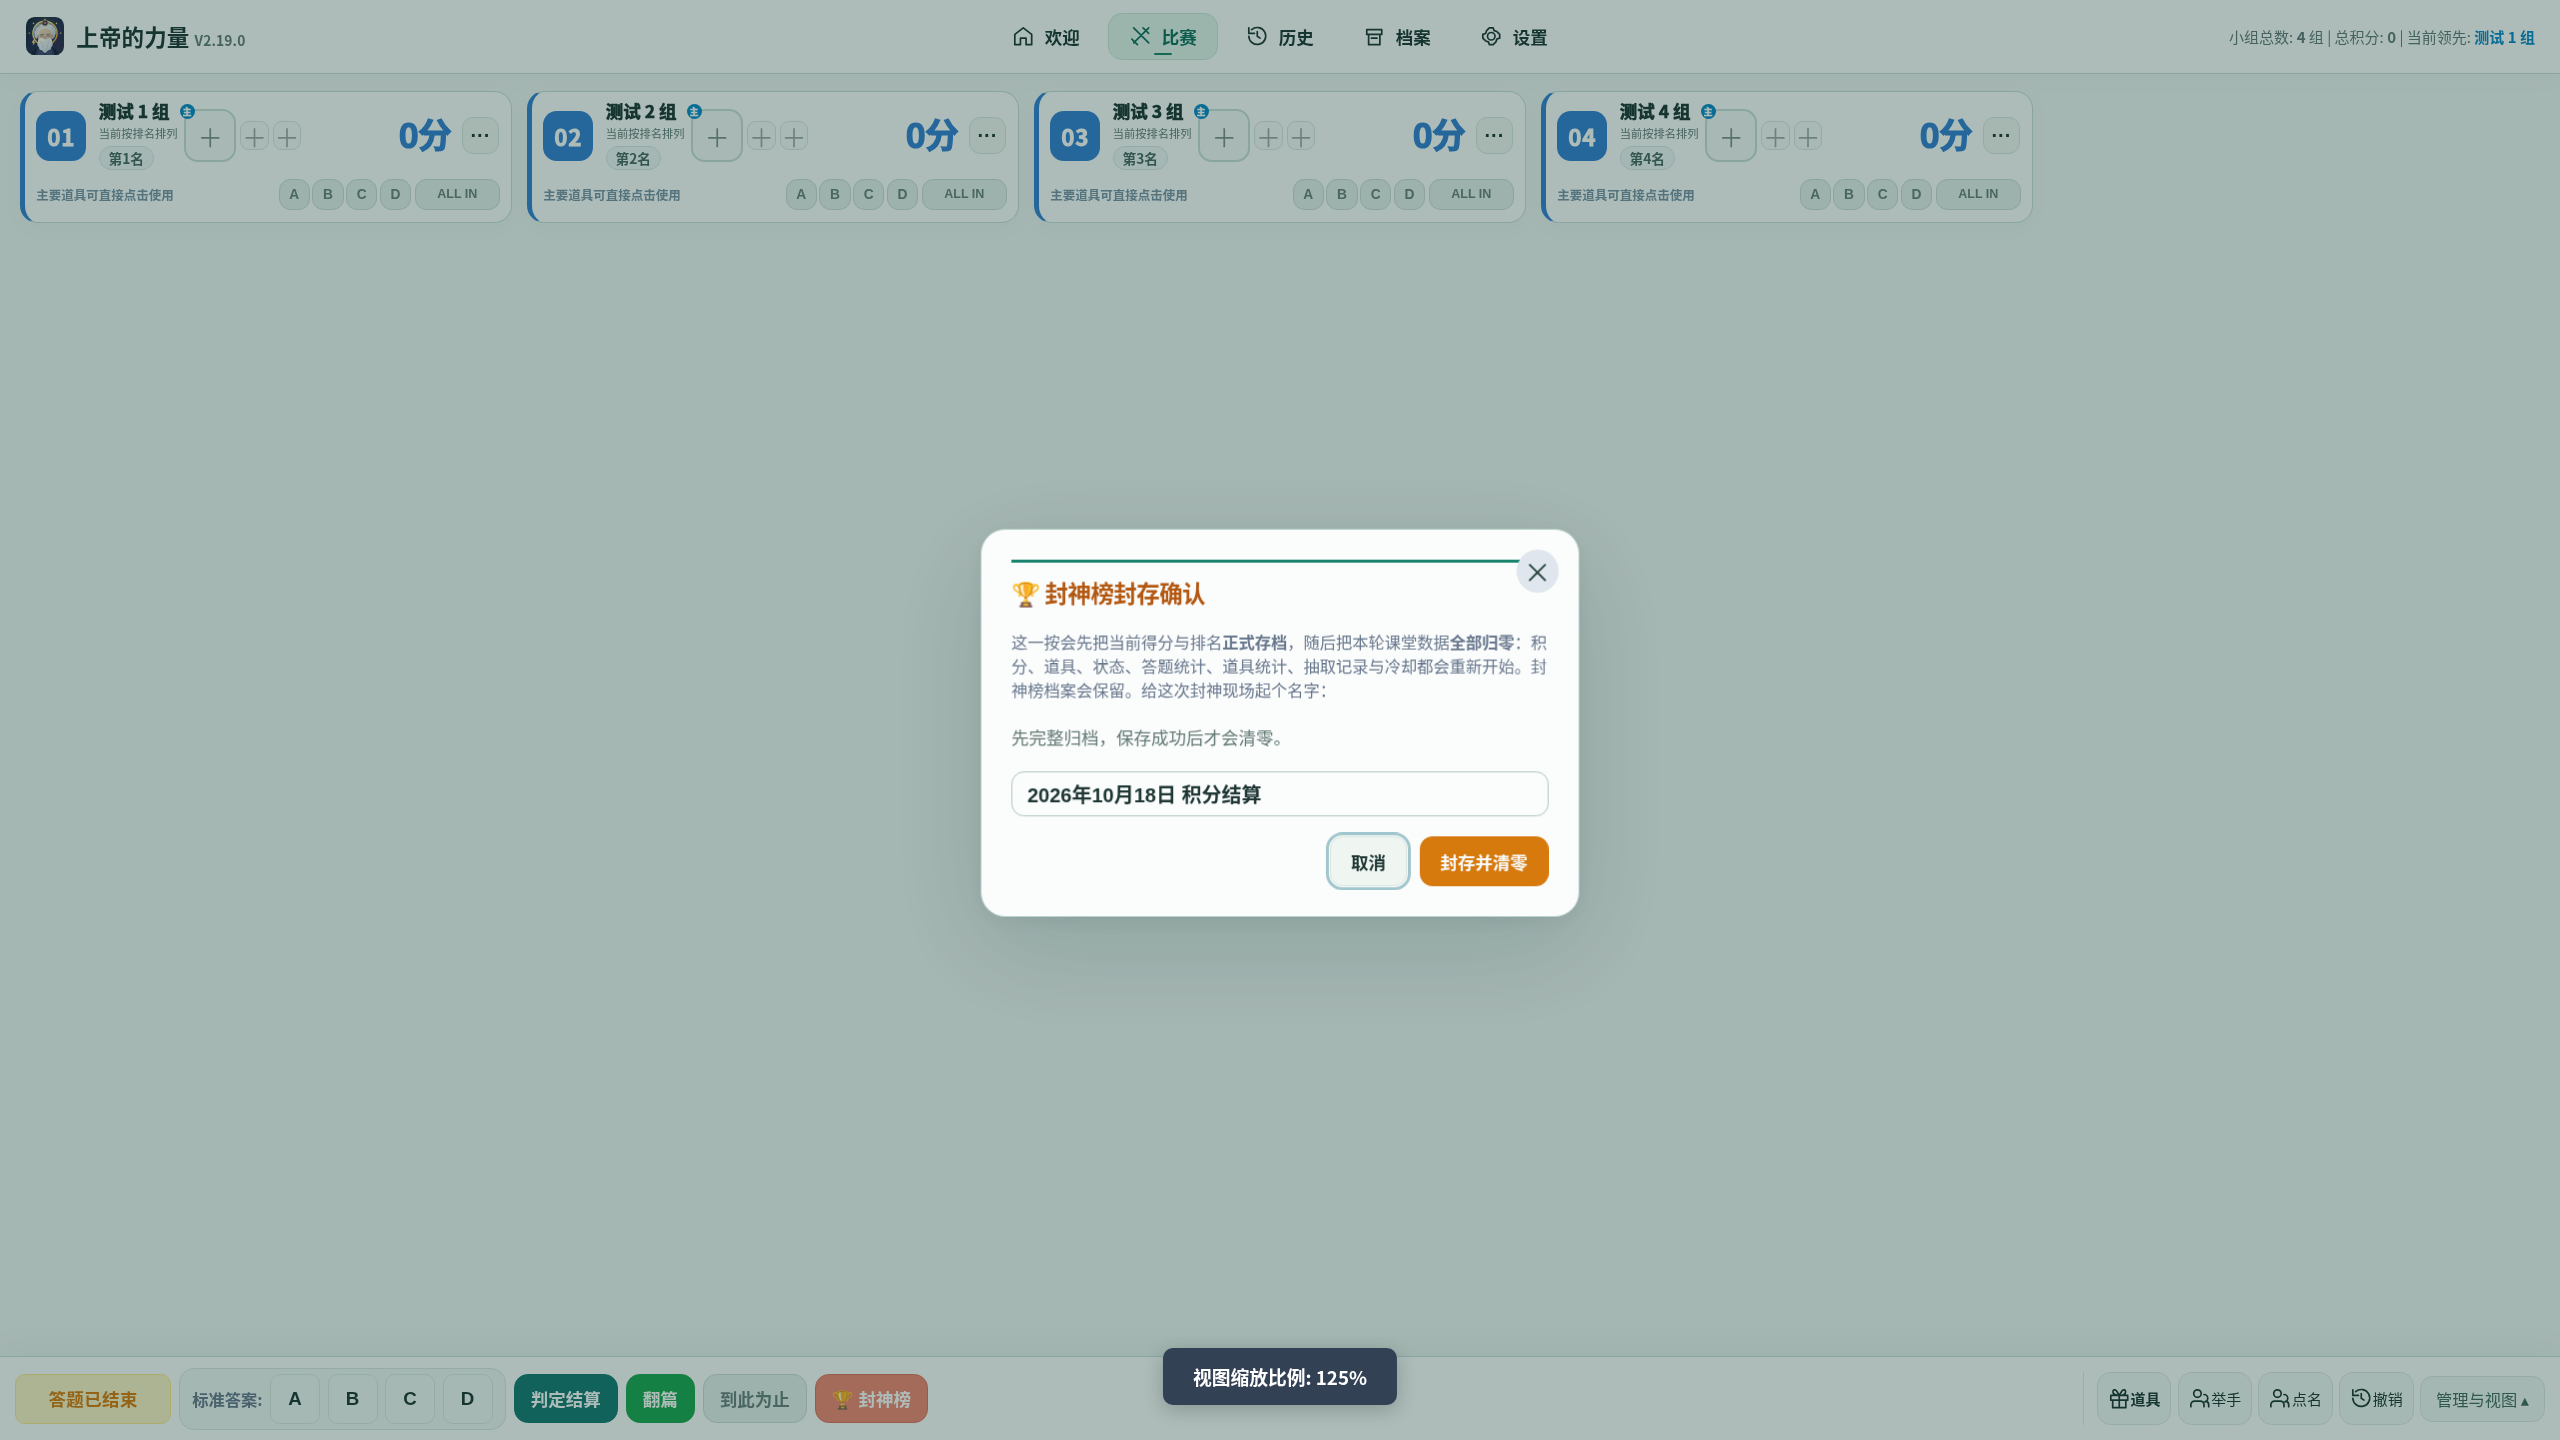 上帝的力量 V2.19.0
欢迎
比赛
历史
档案
设置
小组总数: 4 组 | 总积分: 0 | 当前领先: 测试 1 组
01
测试 1 组
当前按排名排列
第1名
主
0分
...
主要道具可直接点击使用
A B C D ALL IN
02
测试 2 组
当前按排名排列
第2名
主
0分
...
主要道具可直接点击使用
A B C D ALL IN
03
测试 3 组
当前按排名排列
第3名
主
0分
...
主要道具可直接点击使用
A B C D ALL IN
04
测试 4 组
当前按排名排列
第4名
主
0分
...
主要道具可直接点击使用
A B C D ALL IN
🏆 封神榜封存确认
这一按会先把当前得分与排名正式存档，随后把本轮课堂数据全部归零：积
分、道具、状态、答题统计、道具统计、抽取记录与冷却都会重新开始。封
神榜档案会保留。给这次封神现场起个名字：
先完整归档，保存成功后才会清零。
2026年10月18日 积分结算
取消
封存并清零
视图缩放比例: 125%
答题已结束
标准答案: A B C D
判定结算
翻篇
到此为止
🏆 封神榜
道具
举手
点名
撤销
管理与视图 ▴